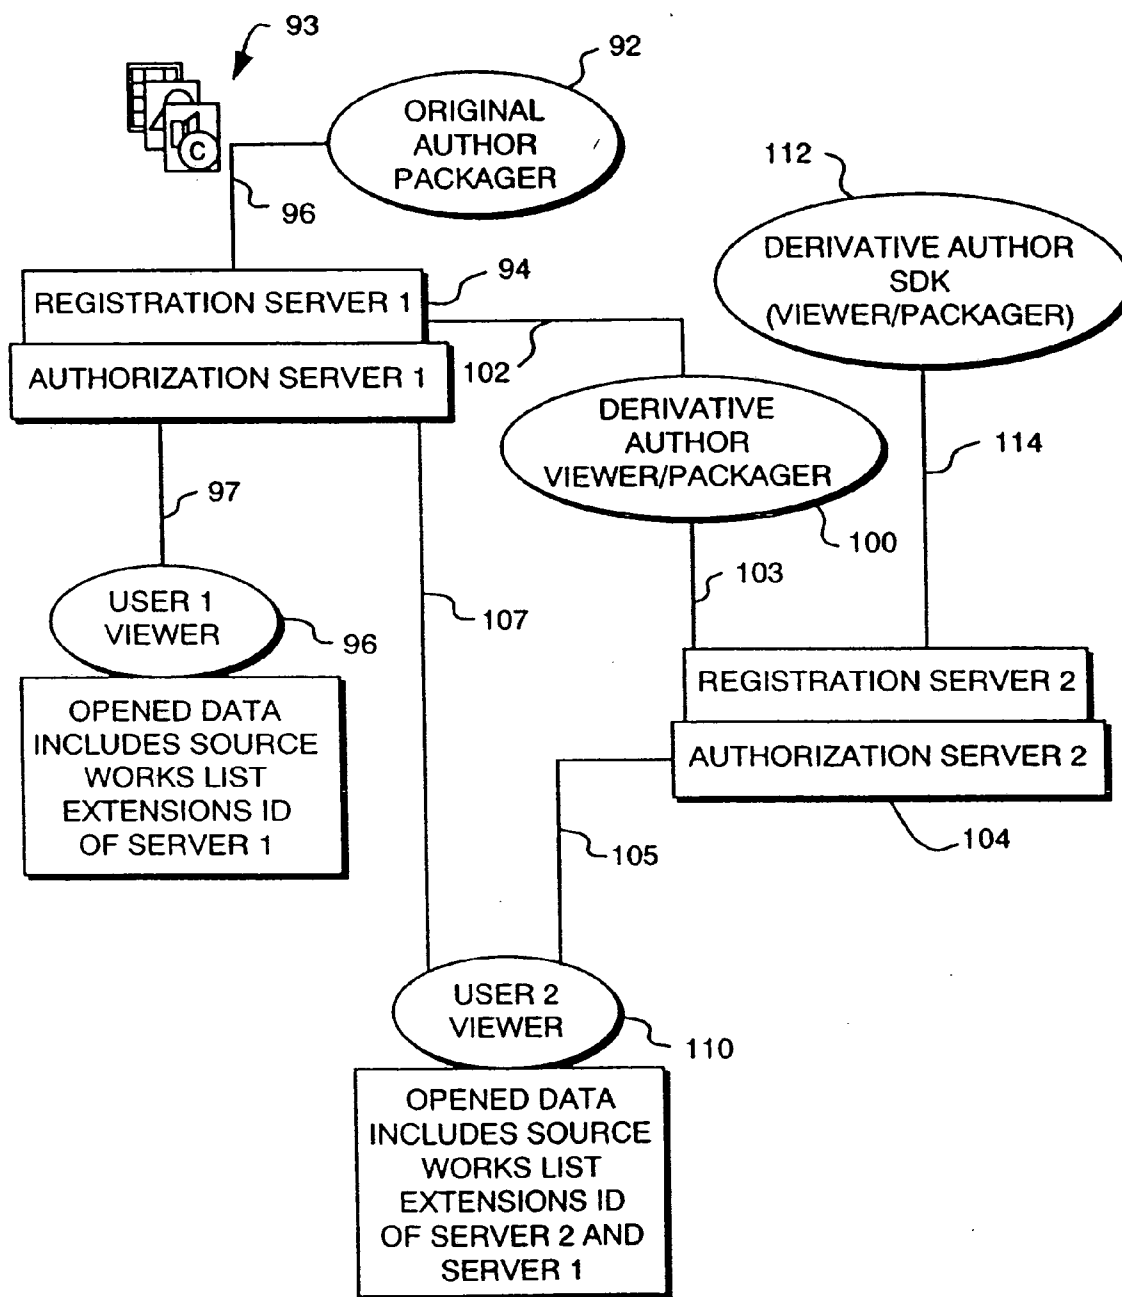 93
92
ORIGINAL
AUTHOR
PACKAGER
C
96
112
DERIVATIVE AUTHOR
SDK
(VIEWER/PACKAGER)
94
REGISTRATION SERVER 1
AUTHORIZATION SERVER 1
102
DERIVATIVE
AUTHOR
VIEWER/PACKAGER
114
97
100
103
USER 1
VIEWER
96
107
REGISTRATION SERVER 2
AUTHORIZATION SERVER 2
OPENED DATA
INCLUDES SOURCE
WORKS LIST
EXTENSIONS ID
OF SERVER 1
104
105
USER 2
VIEWER
110
OPENED DATA
INCLUDES SOURCE
WORKS LIST
EXTENSIONS ID
OF SERVER 2 AND
SERVER 1